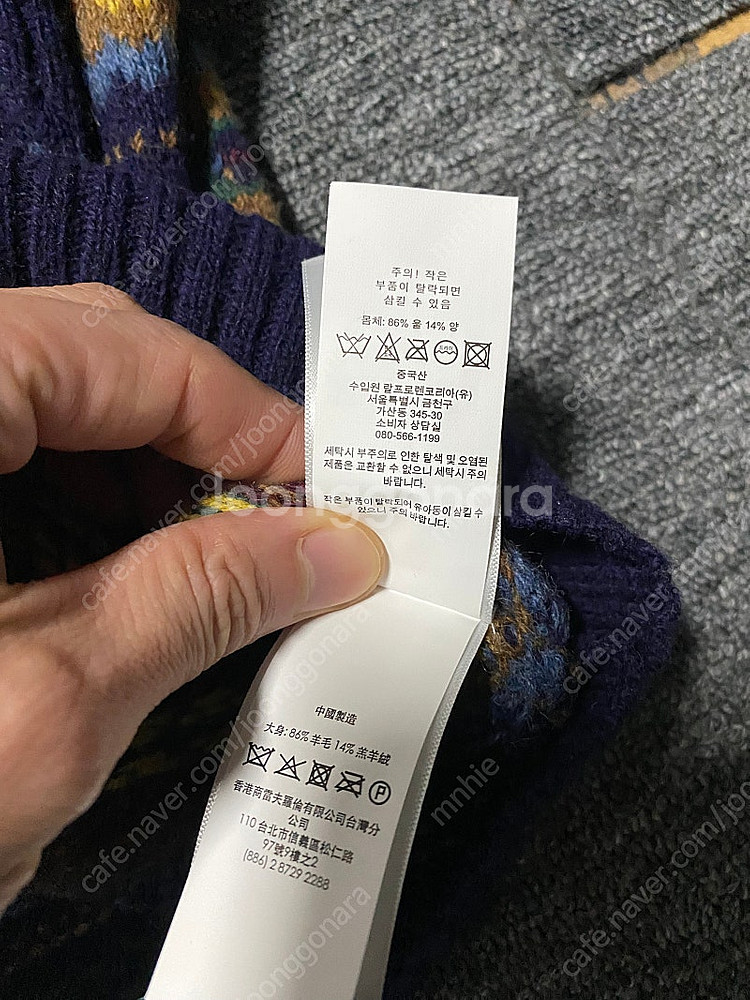 주의! 작은
부품이 탈락되면
삼킬 수 있음
몸체: 86% 울 14% 양
드라이
중국산
수입원 랄프로렌코리아(유)
서울특별시 금천구
가산동 345-30
소비자 상담실
080-566-1199
세탁시 부주의로 인한 탈색 및 오염된
제품은 교환할 수 없으니 세탁시 주의
바랍니다.
작은 부품이 탈락되어 유아등이 삼킬 수
있으니 주의 바랍니다.
joonggonara
中國製造
大身: 86% 羊毛 14% 羔羊絨
P
香港商雷夫羅倫有限公司台灣分
公司
110 台北市信義區松仁路
97號9樓之2
(886) 2 8729 2288
cafe.naver.com/joonggonara
mnhie